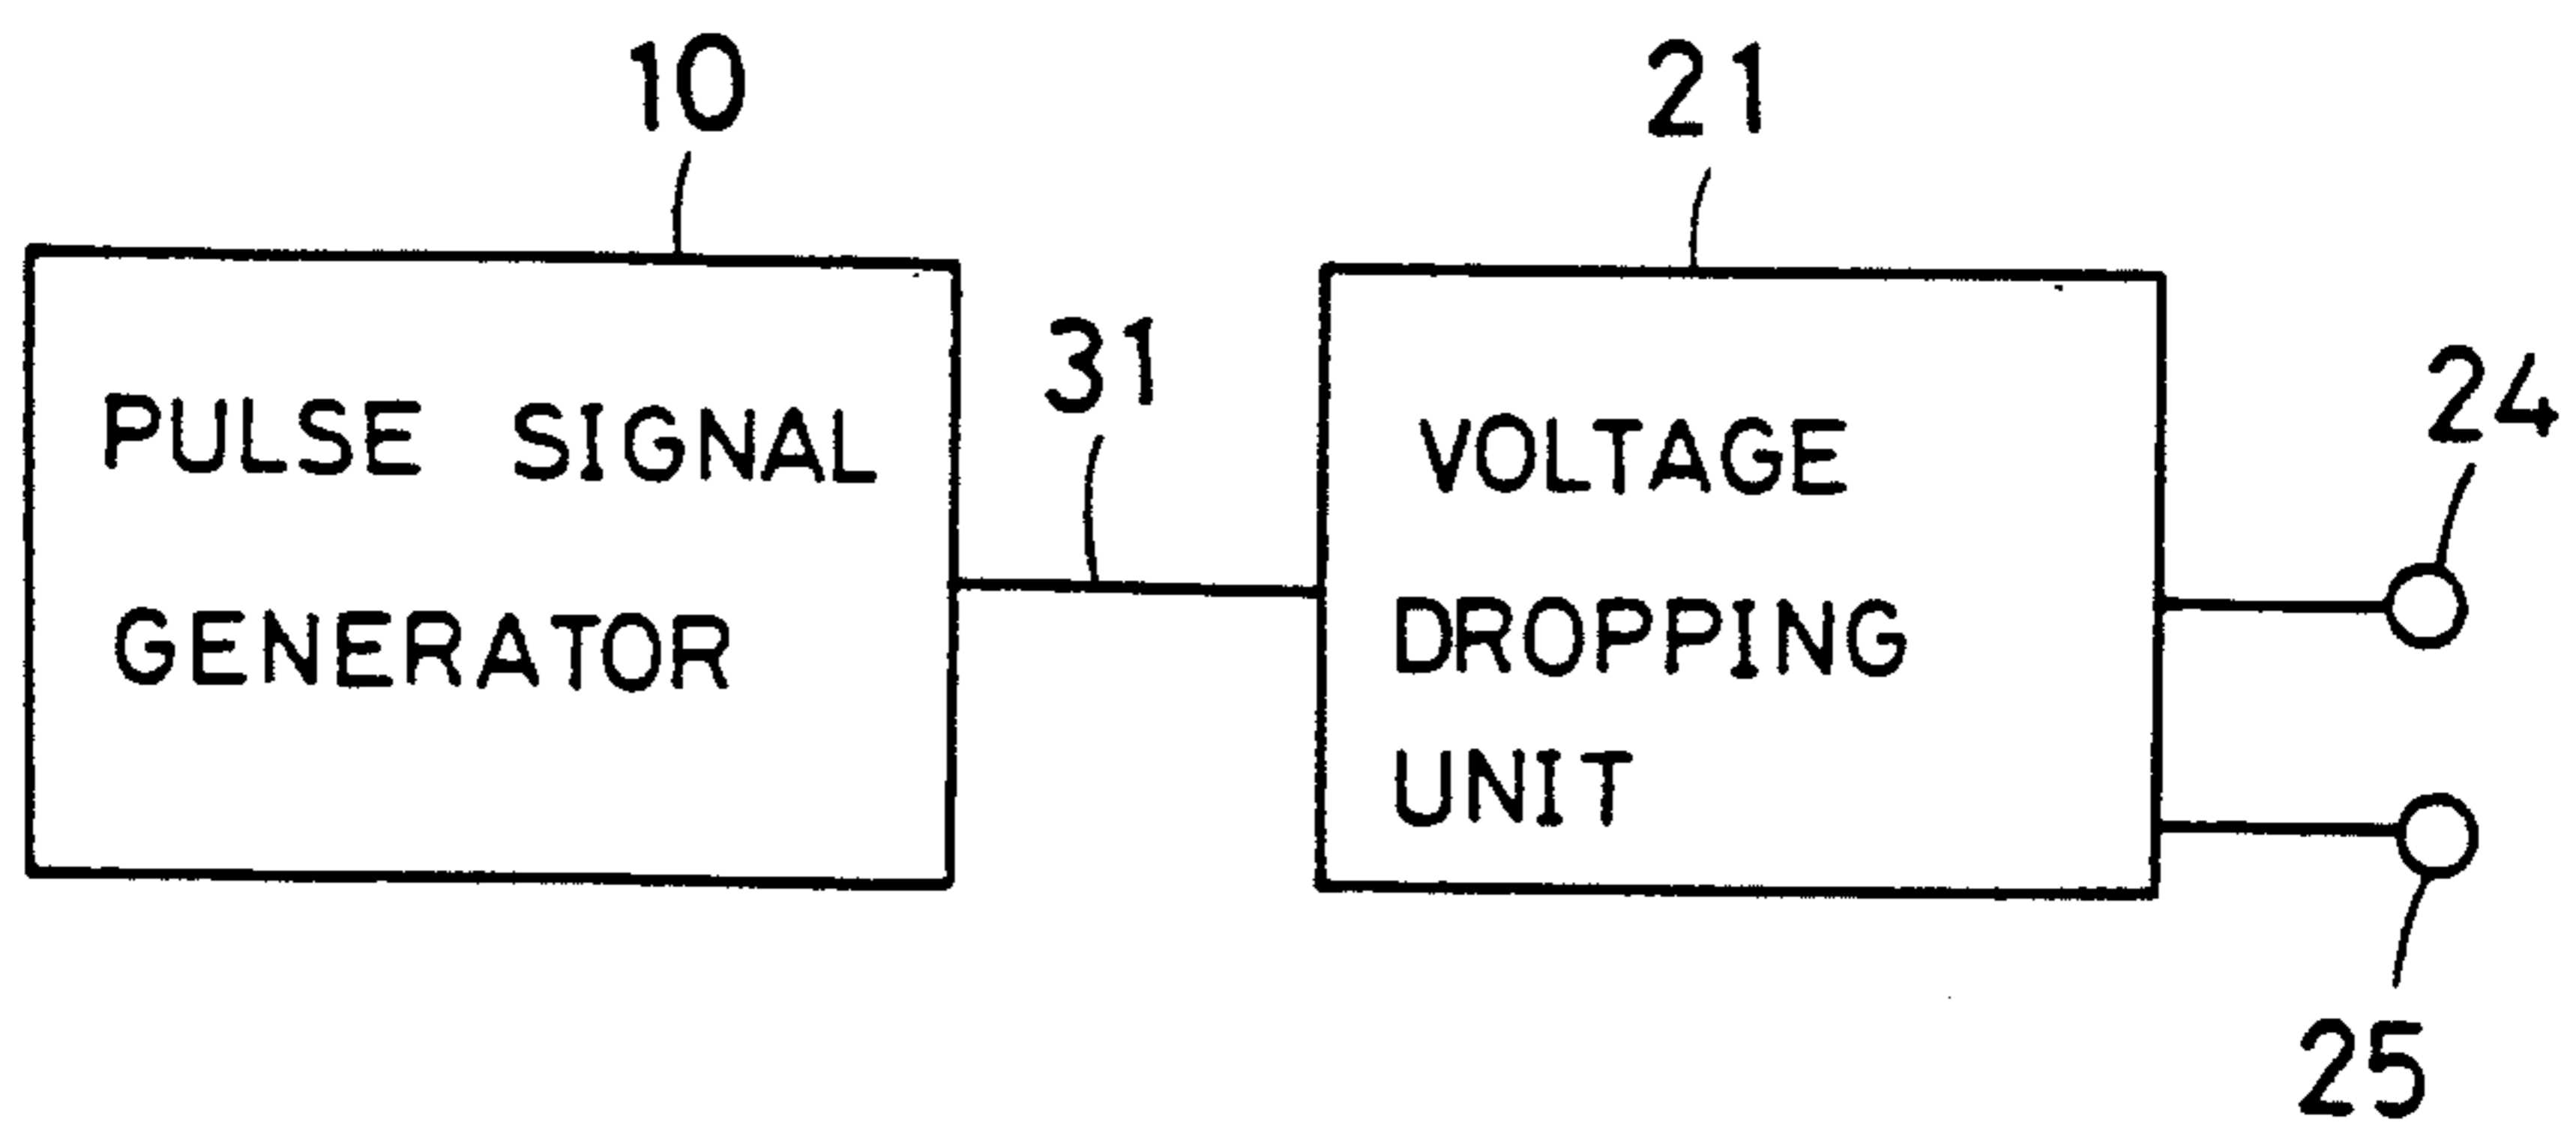 10
21
31
24
PULSE SIGNAL
GENERATOR
VOLTAGE
DROPPING
UNIT
25